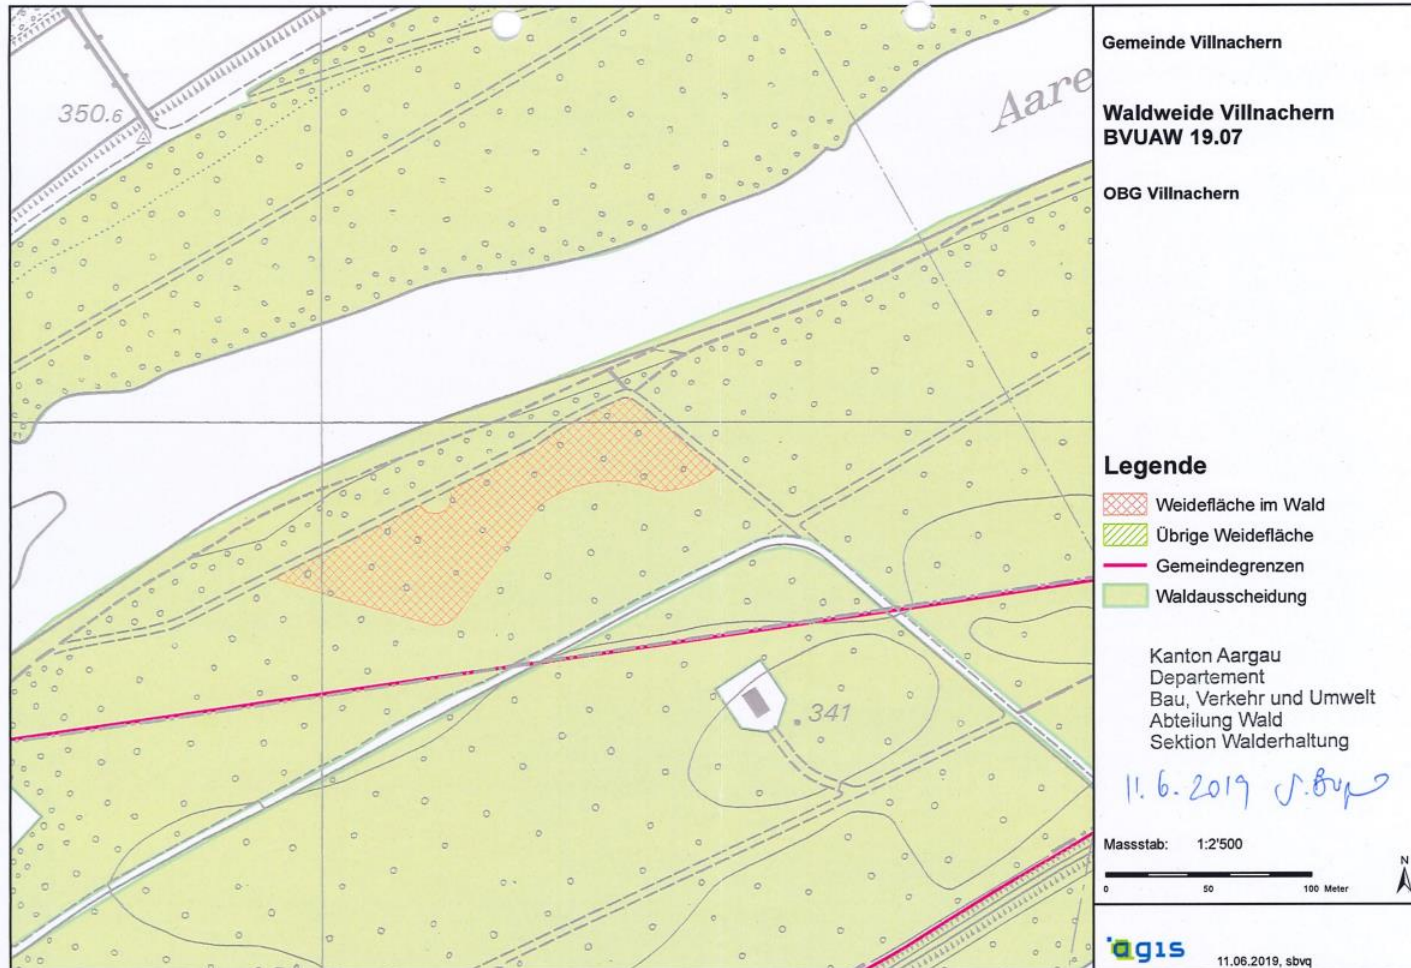 350.6
Aare
341
Gemeinde Villnachern
Waldweide Villnachern
BVUAW 19.07
OBG Villnachern
Legende
Weidefläche im Wald
Übrige Weidefläche
Gemeindegrenzen
Waldausscheidung
Kanton Aargau
Departement
Bau, Verkehr und Umwelt
Abteilung Wald
Sektion Walderhaltung
11. 6. 2019
Massstab: 1:2'500
N
0 50 100 Meter
agis
11.06.2019, sbvq